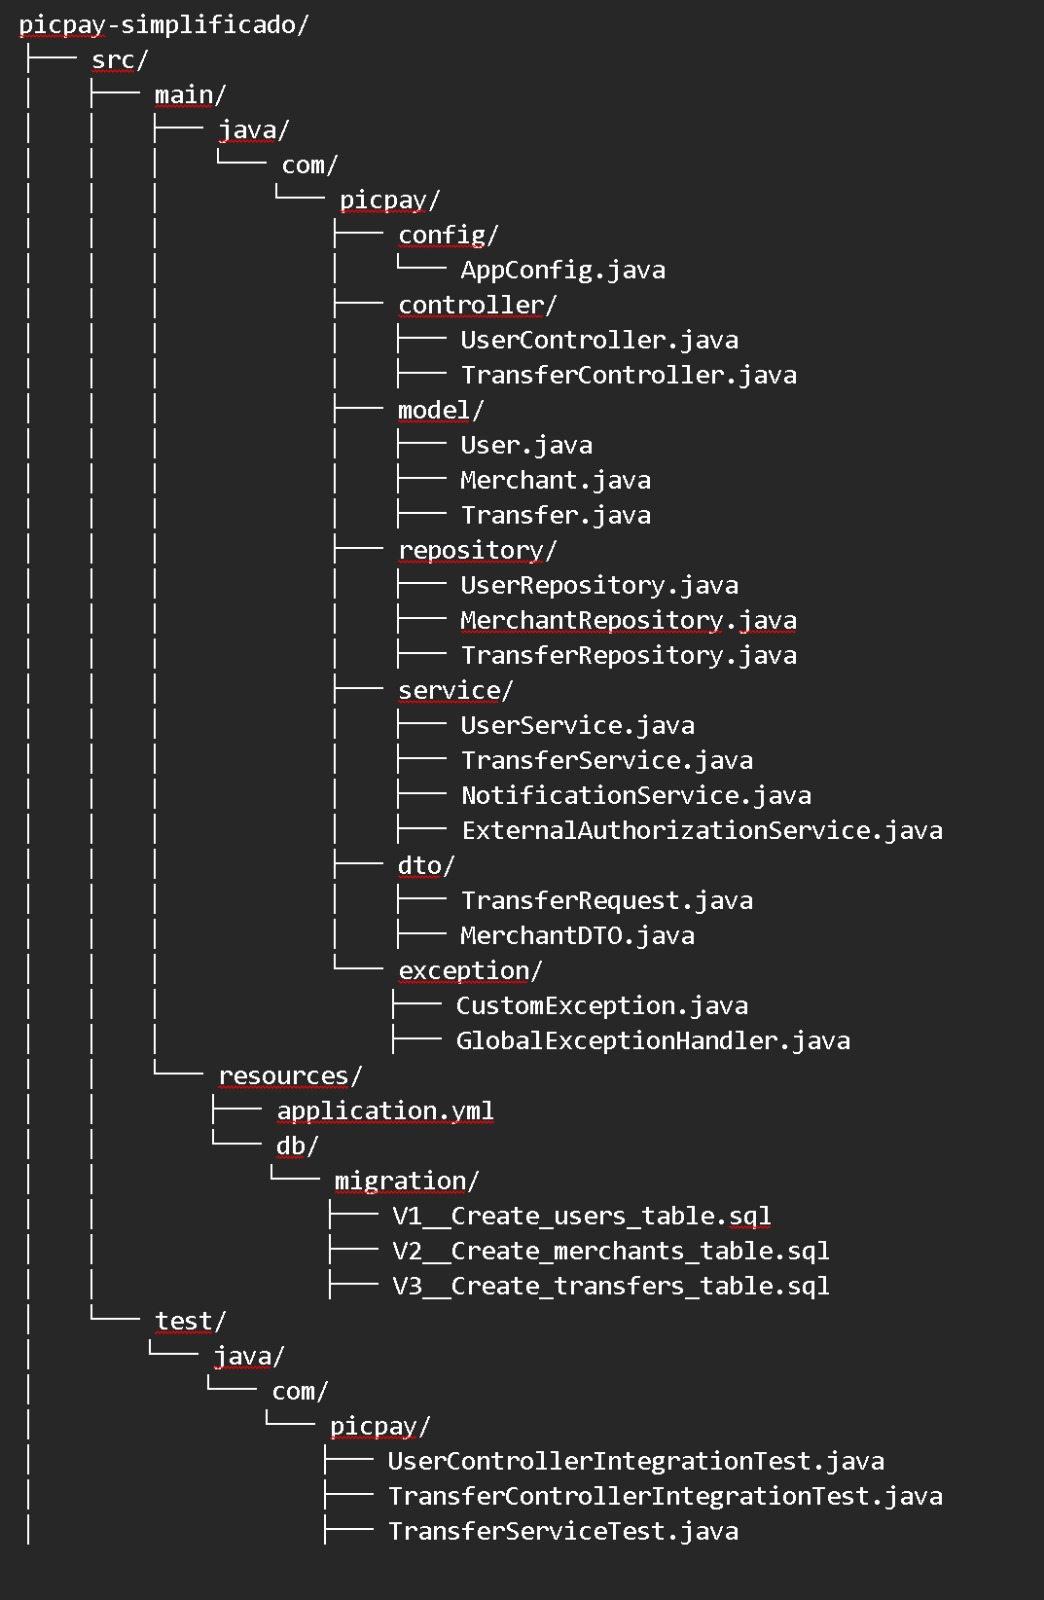 picpay-simplificado/
├── src/
│   ├── main/
│   │   ├── java/
│   │   │   └── com/
│   │   │       └── picpay/
│   │   │           ├── config/
│   │   │           │   └── AppConfig.java
│   │   │           ├── controller/
│   │   │           │   ├── UserController.java
│   │   │           │   ├── TransferController.java
│   │   │           ├── model/
│   │   │           │   ├── User.java
│   │   │           │   ├── Merchant.java
│   │   │           │   ├── Transfer.java
│   │   │           ├── repository/
│   │   │           │   ├── UserRepository.java
│   │   │           │   ├── MerchantRepository.java
│   │   │           │   ├── TransferRepository.java
│   │   │           ├── service/
│   │   │           │   ├── UserService.java
│   │   │           │   ├── TransferService.java
│   │   │           │   ├── NotificationService.java
│   │   │           │   ├── ExternalAuthorizationService.java
│   │   │           ├── dto/
│   │   │           │   ├── TransferRequest.java
│   │   │           │   ├── MerchantDTO.java
│   │   │           └── exception/
│   │   │               ├── CustomException.java
│   │   │               ├── GlobalExceptionHandler.java
│   │   └── resources/
│   │       ├── application.yml
│   │       └── db/
│   │           └── migration/
│   │               ├── V1__Create_users_table.sql
│   │               ├── V2__Create_merchants_table.sql
│   │               ├── V3__Create_transfers_table.sql
│   └── test/
│       └── java/
│           └── com/
│               └── picpay/
│                   ├── UserControllerIntegrationTest.java
│                   ├── TransferControllerIntegrationTest.java
│                   ├── TransferServiceTest.java